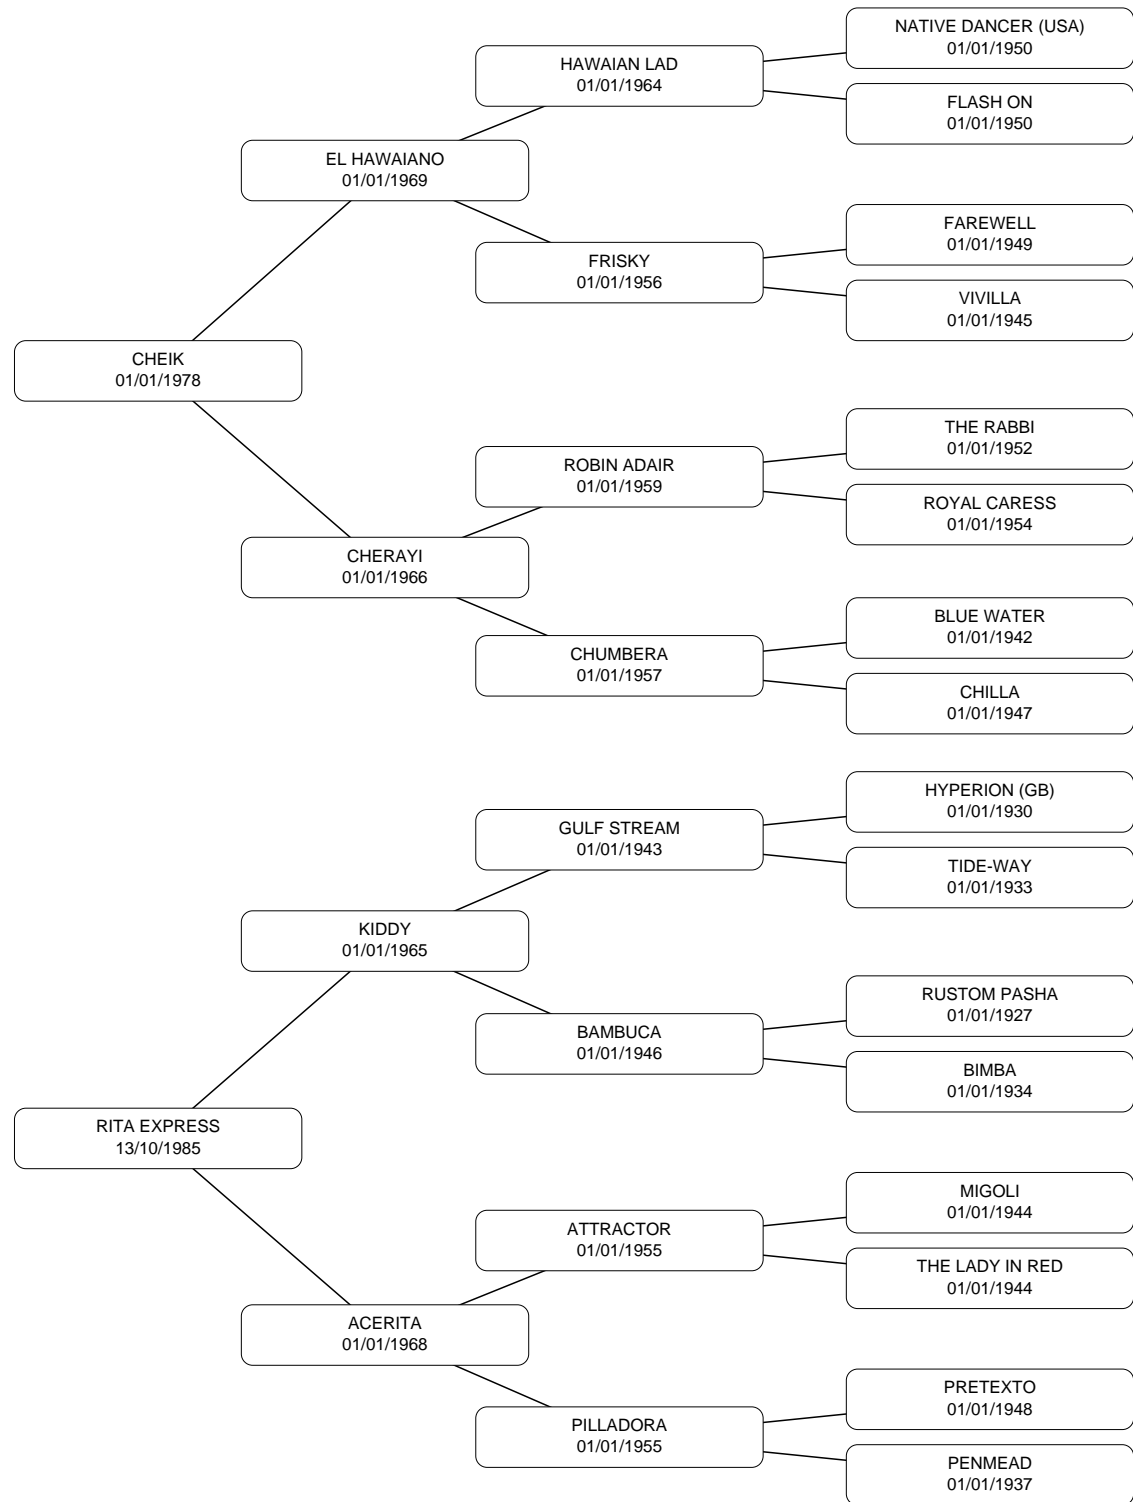 NATIVE DANCER (USA)
01/01/1950
HAWAIAN LAD
01/01/1964
FLASH ON
01/01/1950
EL HAWAIANO
01/01/1969
FAREWELL
01/01/1949
FRISKY
01/01/1956
VIVILLA
01/01/1945
CHEIK
01/01/1978
THE RABBI
01/01/1952
ROBIN ADAIR
01/01/1959
ROYAL CARESS
01/01/1954
CHERAYI
01/01/1966
BLUE WATER
01/01/1942
CHUMBERA
01/01/1957
CHILLA
01/01/1947
HYPERION (GB)
01/01/1930
GULF STREAM
01/01/1943
TIDE-WAY
01/01/1933
KIDDY
01/01/1965
RUSTOM PASHA
01/01/1927
BAMBUCA
01/01/1946
BIMBA
01/01/1934
RITA EXPRESS
13/10/1985
MIGOLI
01/01/1944
ATTRACTOR
01/01/1955
THE LADY IN RED
01/01/1944
ACERITA
01/01/1968
PRETEXTO
01/01/1948
PILLADORA
01/01/1955
PENMEAD
01/01/1937